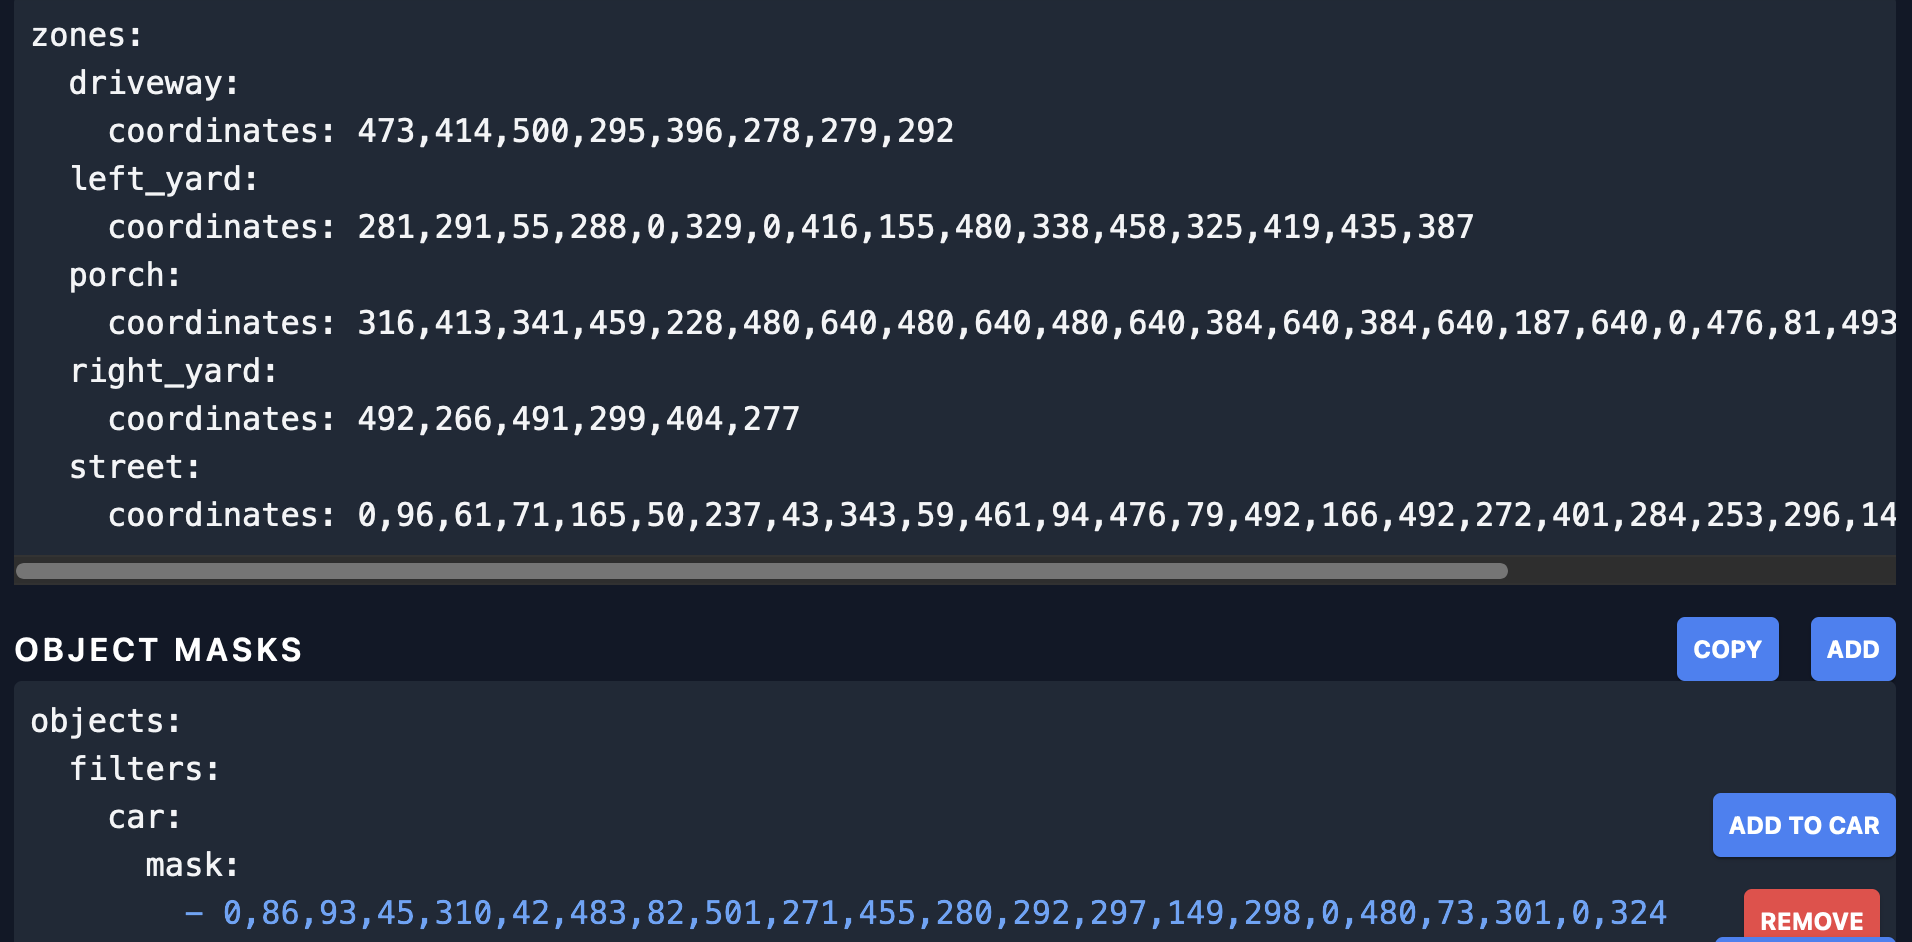 zones:
driveway:
coordinates: 473,414,500,295,396,278,279,292
left_yard:
coordinates: 281,291,55,288,0,329,0,416,155,480,338,458,325,419,435,387
porch:
coordinates: 316,413,341,459,228,480,640,480,640,480,640,384,640,384,640,187,640,0,476,81,493
right_yard:
coordinates: 492,266,491,299,404,277
street:
coordinates: 0,96,61,71,165,50,237,43,343,59,461,94,476,79,492,166,492,272,401,284,253,296,14
OBJECT MASKS
COPY
ADD
objects:
filters:
car:
ADD TO CAR
mask:
– 0,86,93,45,310,42,483,82,501,271,455,280,292,297,149,298,0,480,73,301,0,324
REMOVE